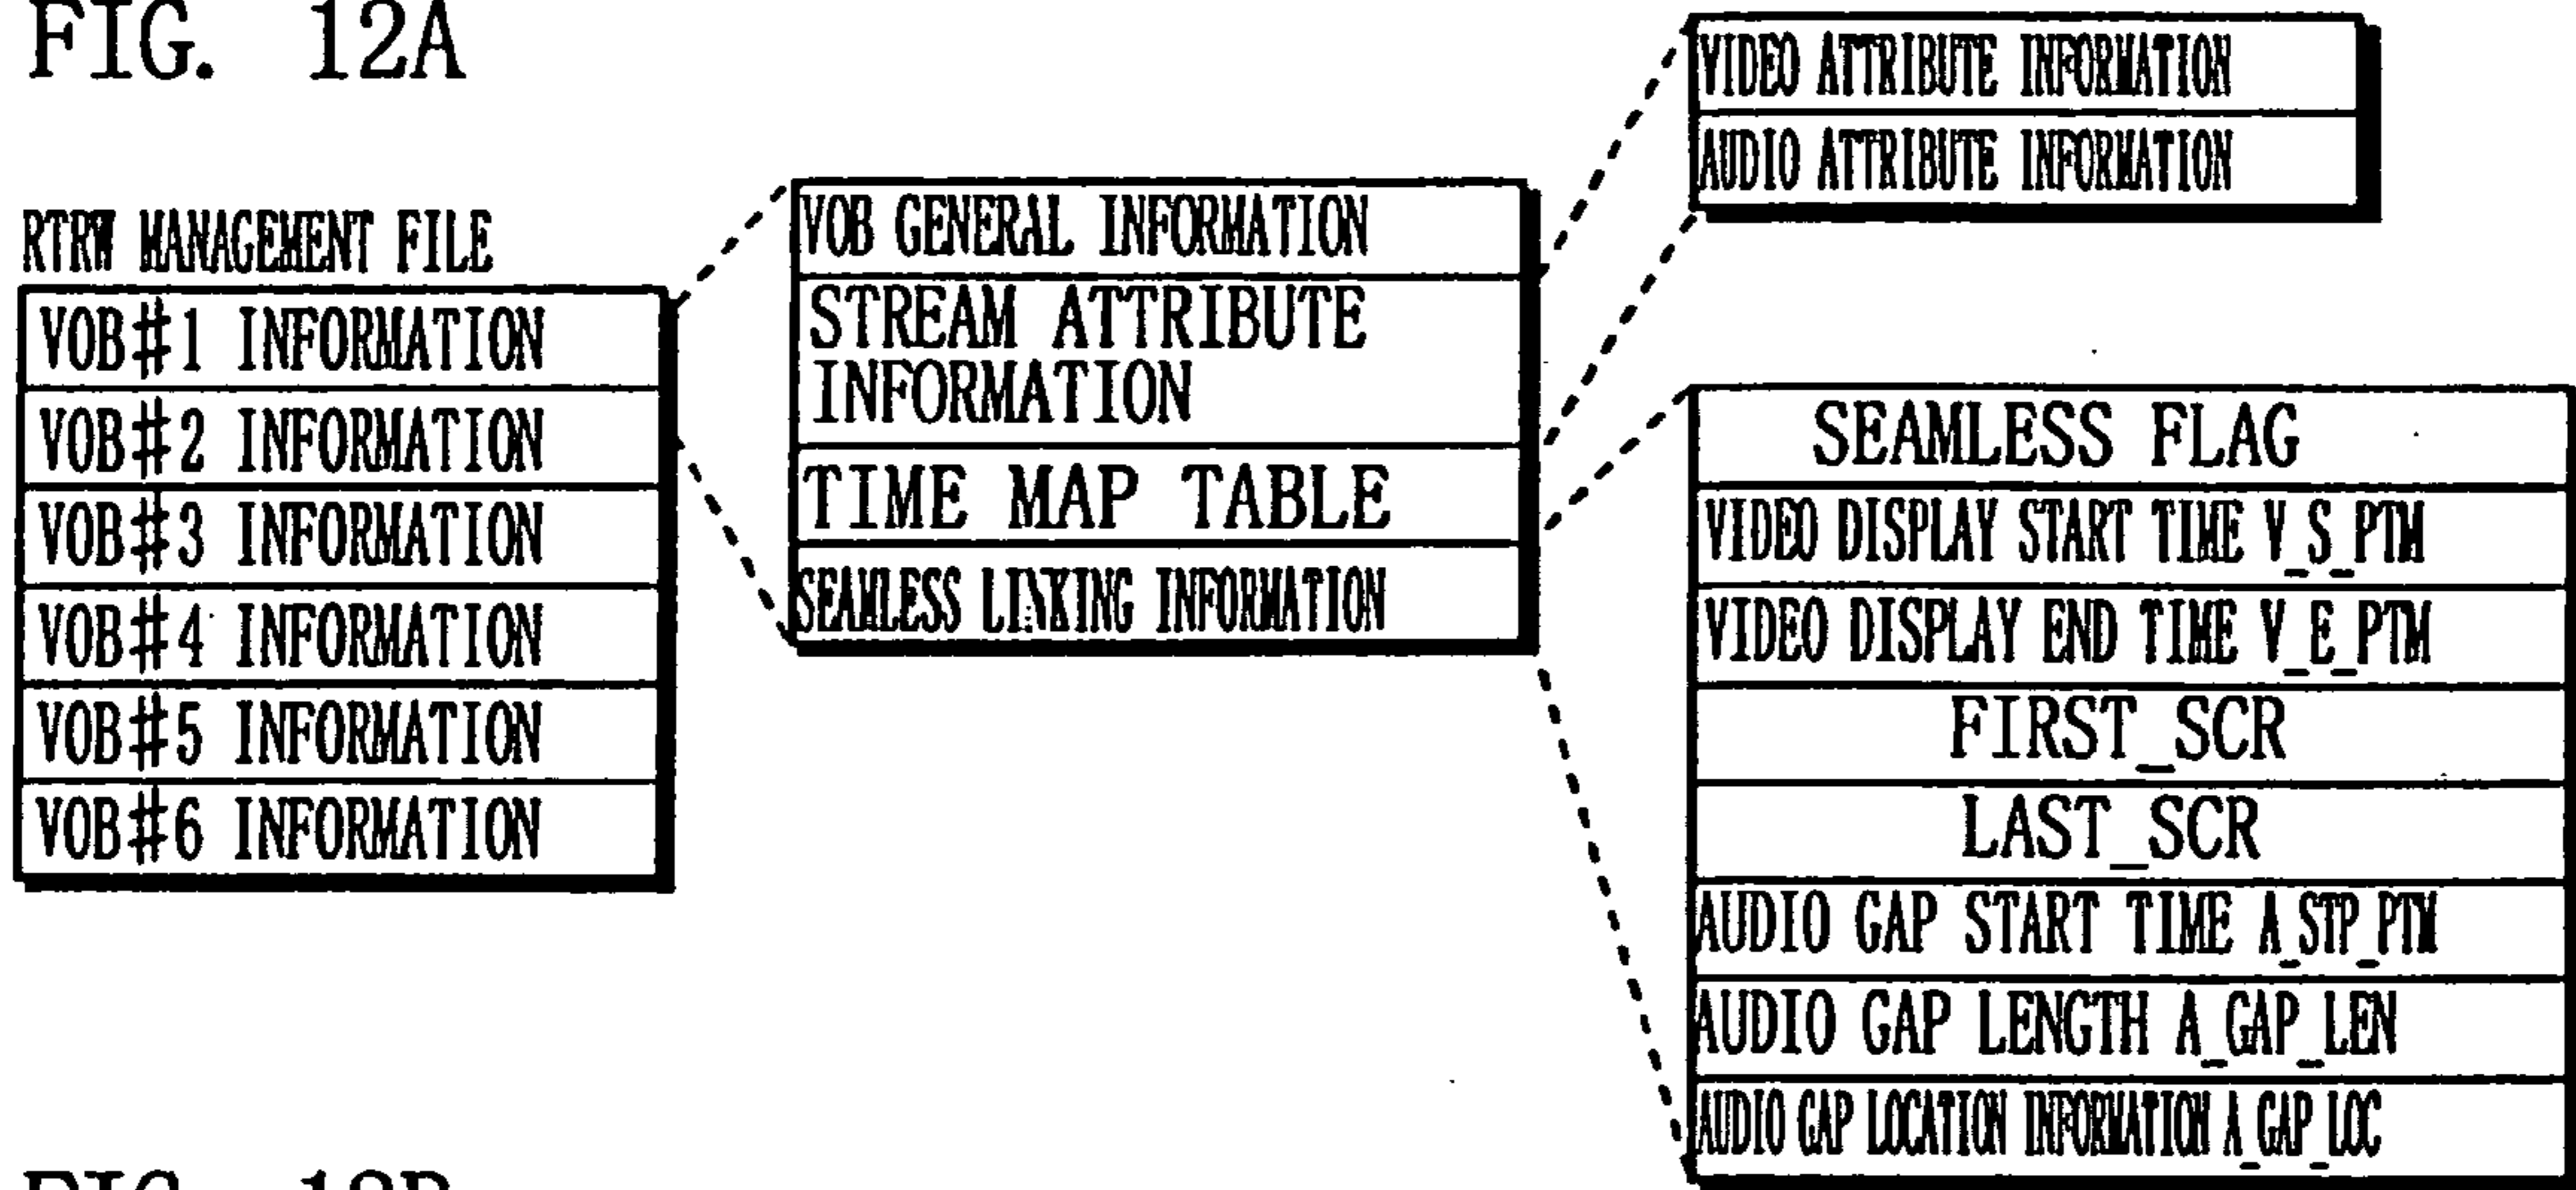 FIG. 12A
RTRW MANAGEMENT FILE
VOB#1 INFORMATION
VOB#2 INFORMATION
VOB#3 INFORMATION
VOB#4 INFORMATION
VOB#5 INFORMATION
VOB#6 INFORMATION
VOB GENERAL INFORMATION
STREAM ATTRIBUTE
INFORMATION
TIME MAP TABLE
SEAMLESS LINKING INFORMATION
VIDEO ATTRIBUTE INFORMATION
AUDIO ATTRIBUTE INFORMATION
SEAMLESS FLAG
VIDEO DISPLAY START TIME V_S_PTM
VIDEO DISPLAY END TIME V_E_PTM
FIRST_SCR
LAST_SCR
AUDIO GAP START TIME A_STP_PTM
AUDIO GAP LENGTH A_GAP_LEN
AUDIO GAP LOCATION INFORMATION A_GAP_LOC